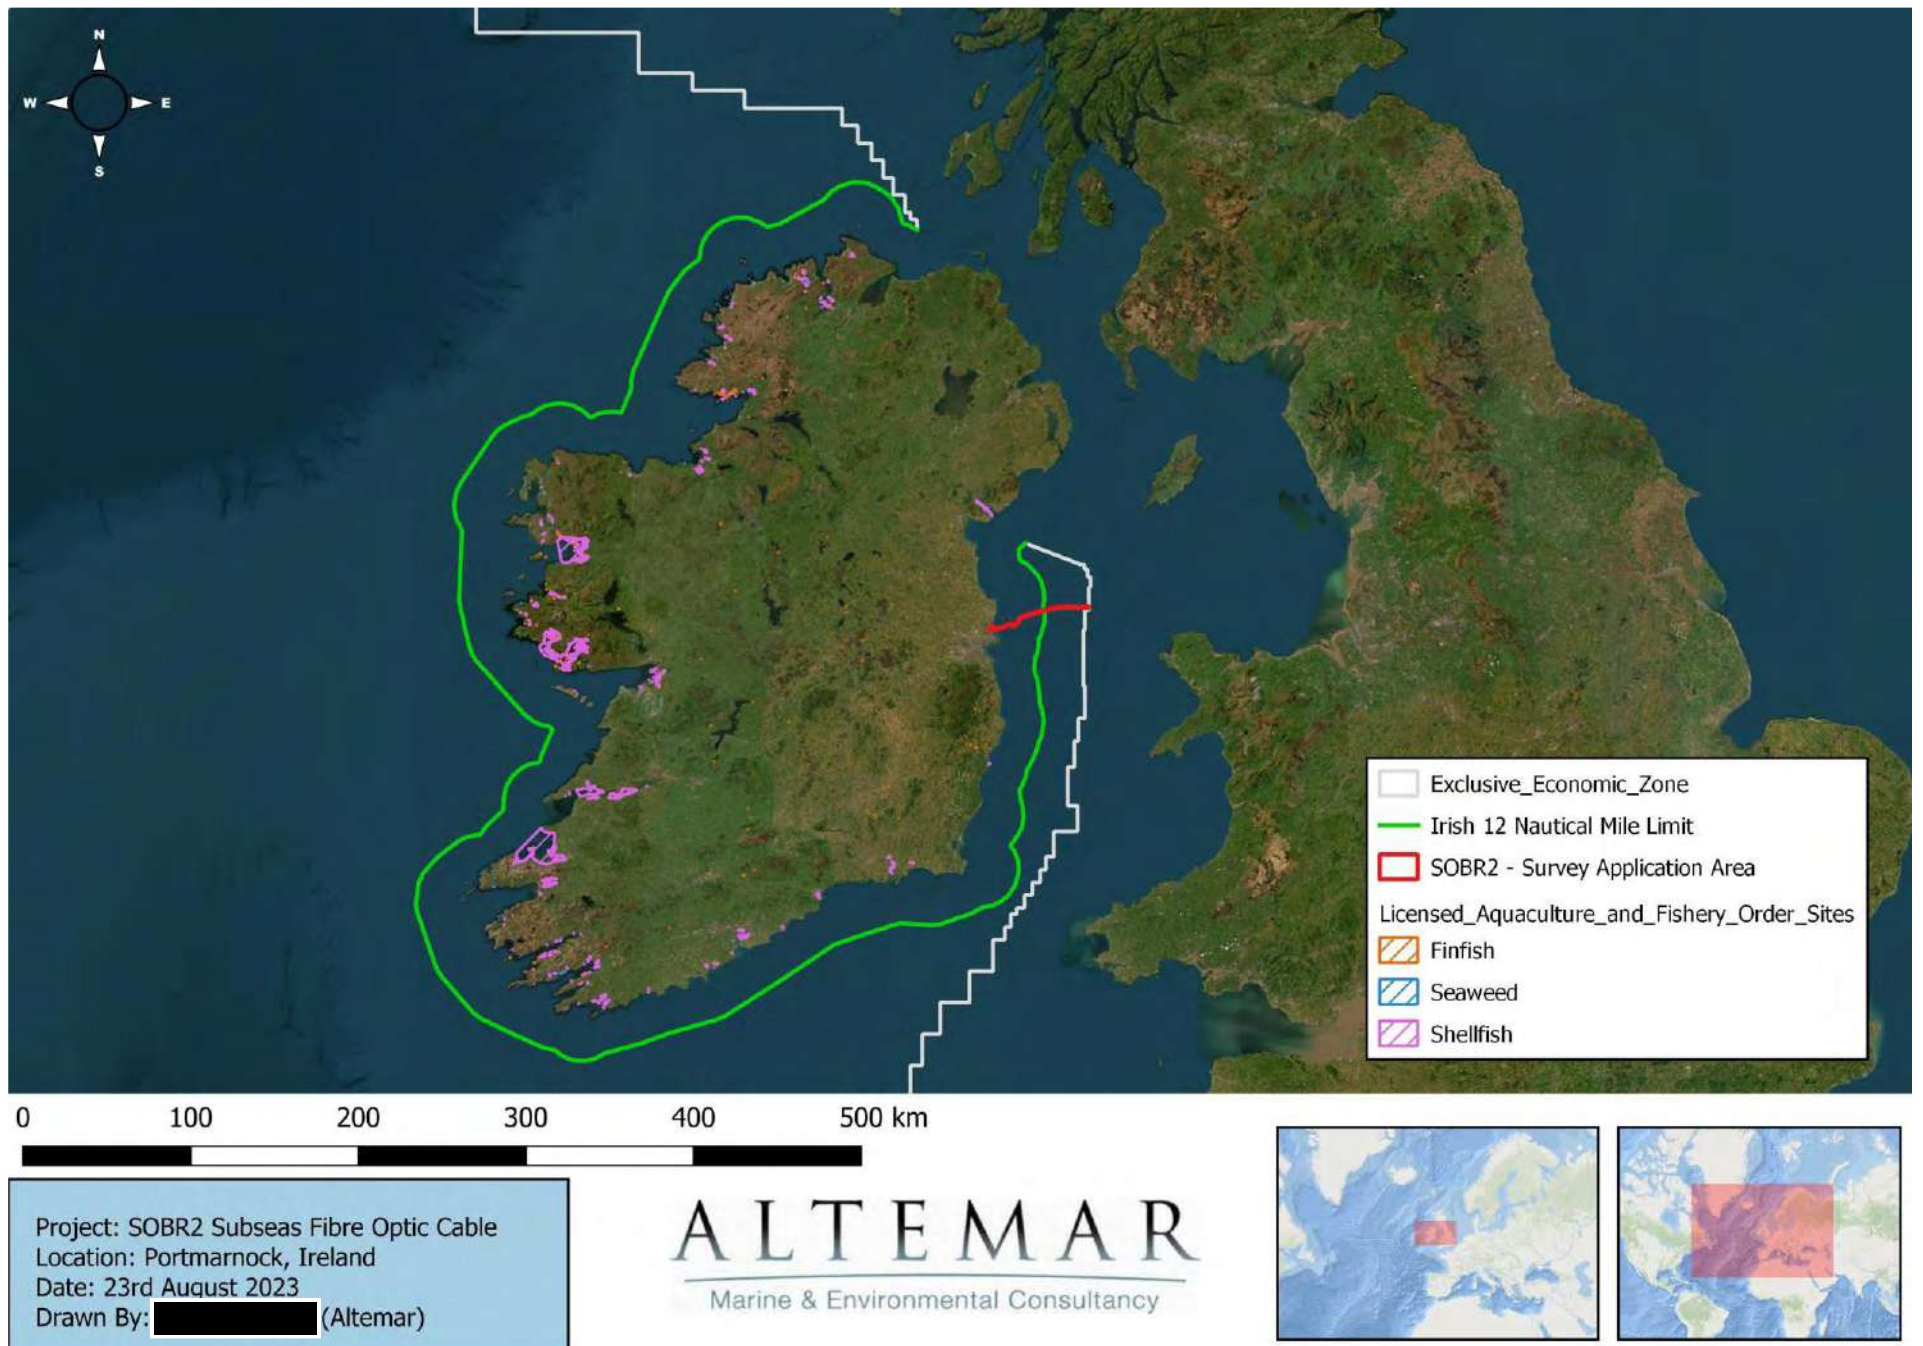 N
W
E
S
Exclusive_Economic_Zone
Irish 12 Nautical Mile Limit
SOBR2 - Survey Application Area
Licensed_Aquaculture_and_Fishery_Order_Sites
Finfish
Seaweed
Shellfish
0 100 200 300 400 500 km
Project: SOBR2 Subseas Fibre Optic Cable
Location: Portmarnock, Ireland
Date: 23rd August 2023
Drawn By: (Altemar)
ALTEMAR
Marine & Environmental Consultancy